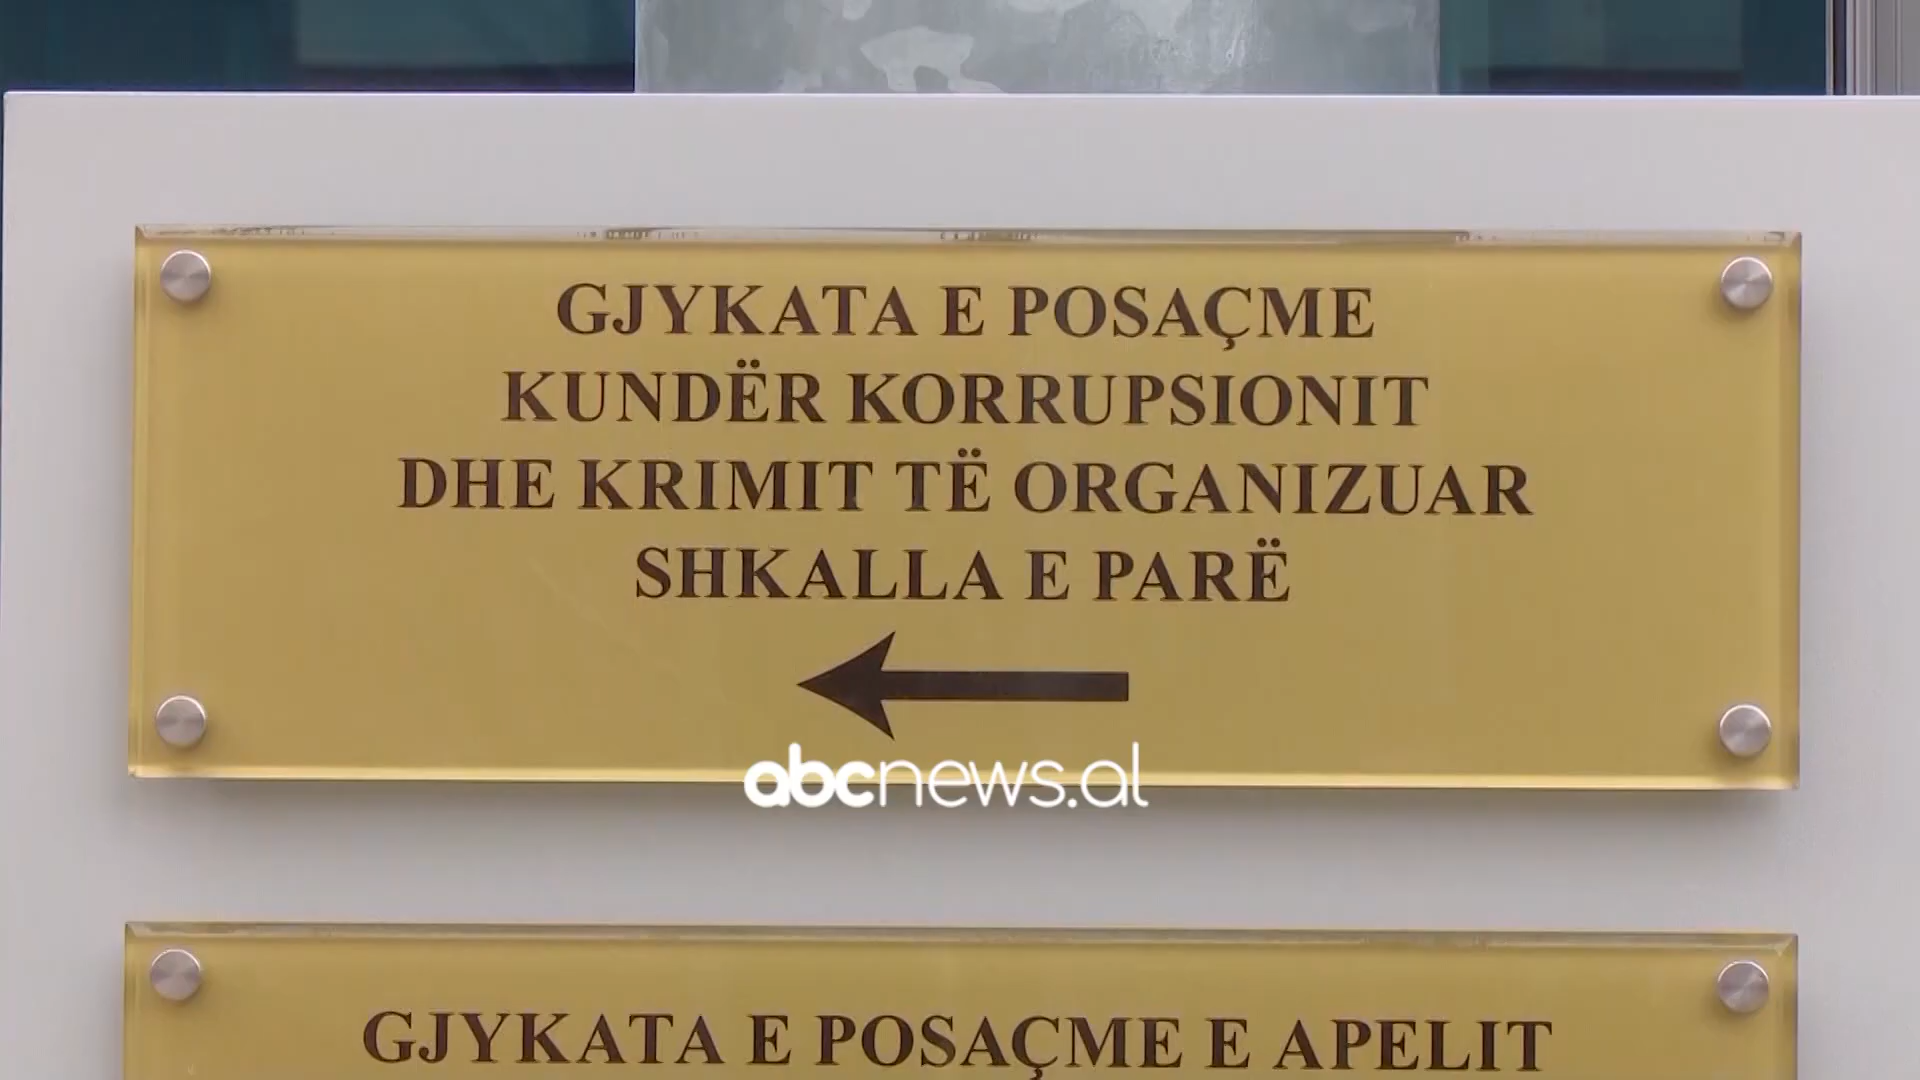 GJYKATA E POSAÇME
KUNDËR KORRUPSIONIT
DHE KRIMIT TË ORGANIZUAR
SHKALLA E PARË
abcnews.al
GJYKATA E POSAÇME E APELIT